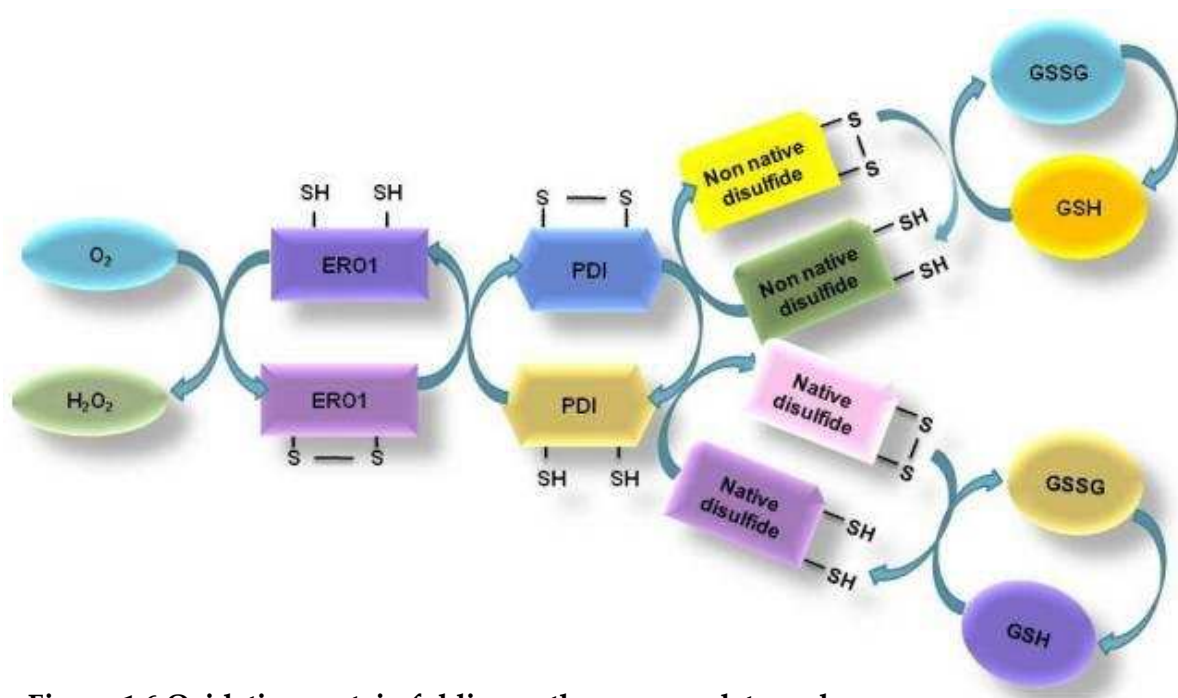 GSSG
S
S
Non native
disulfide
GSH
SH SH
S — S
SH
O₂
ERO1
PDI
Non native
disulfide
SH
H₂O₂
ERO1
PDI
Native
disulfide
S
S
S — S
SH SH
Native
disulfide
SH
SH
GSSG
GSH